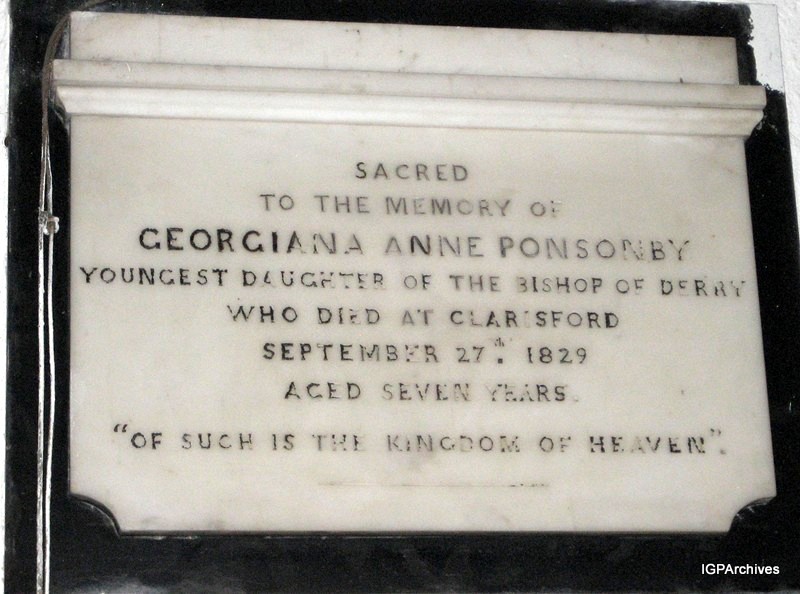 SACRED
TO THE MEMORY OF
GEORGIANA ANNE PONSONBY
YOUNGEST DAUGHTER OF THE BISHOP OF DERRY
WHO DIED AT CLARISFORD
SEPTEMBER 27th. 1829
AGED SEVEN YEARS.
"OF SUCH IS THE KINGDOM OF HEAVEN".
IGPArchives